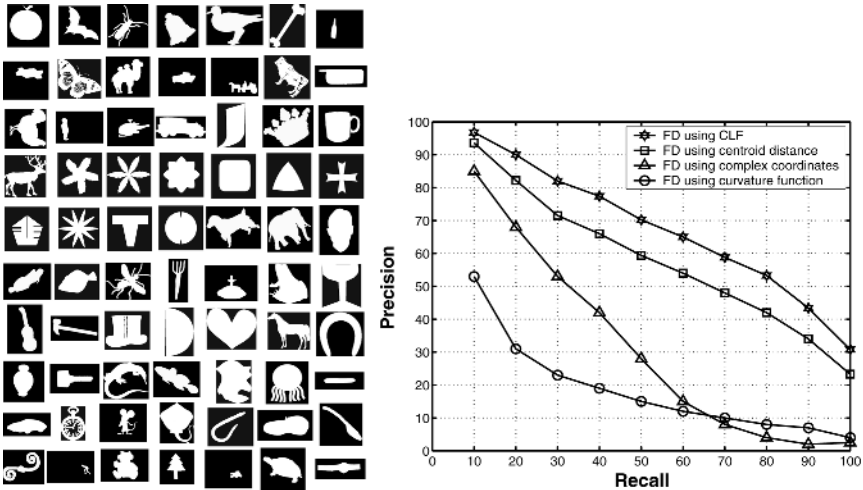 100
90
80
70
60
50
40
30
20
10
0
Precision
FD using CLF
FD using centroid distance
FD using complex coordinates
FD using curvature function
0 10 20 30 40 50 60 70 80 90 100
Recall